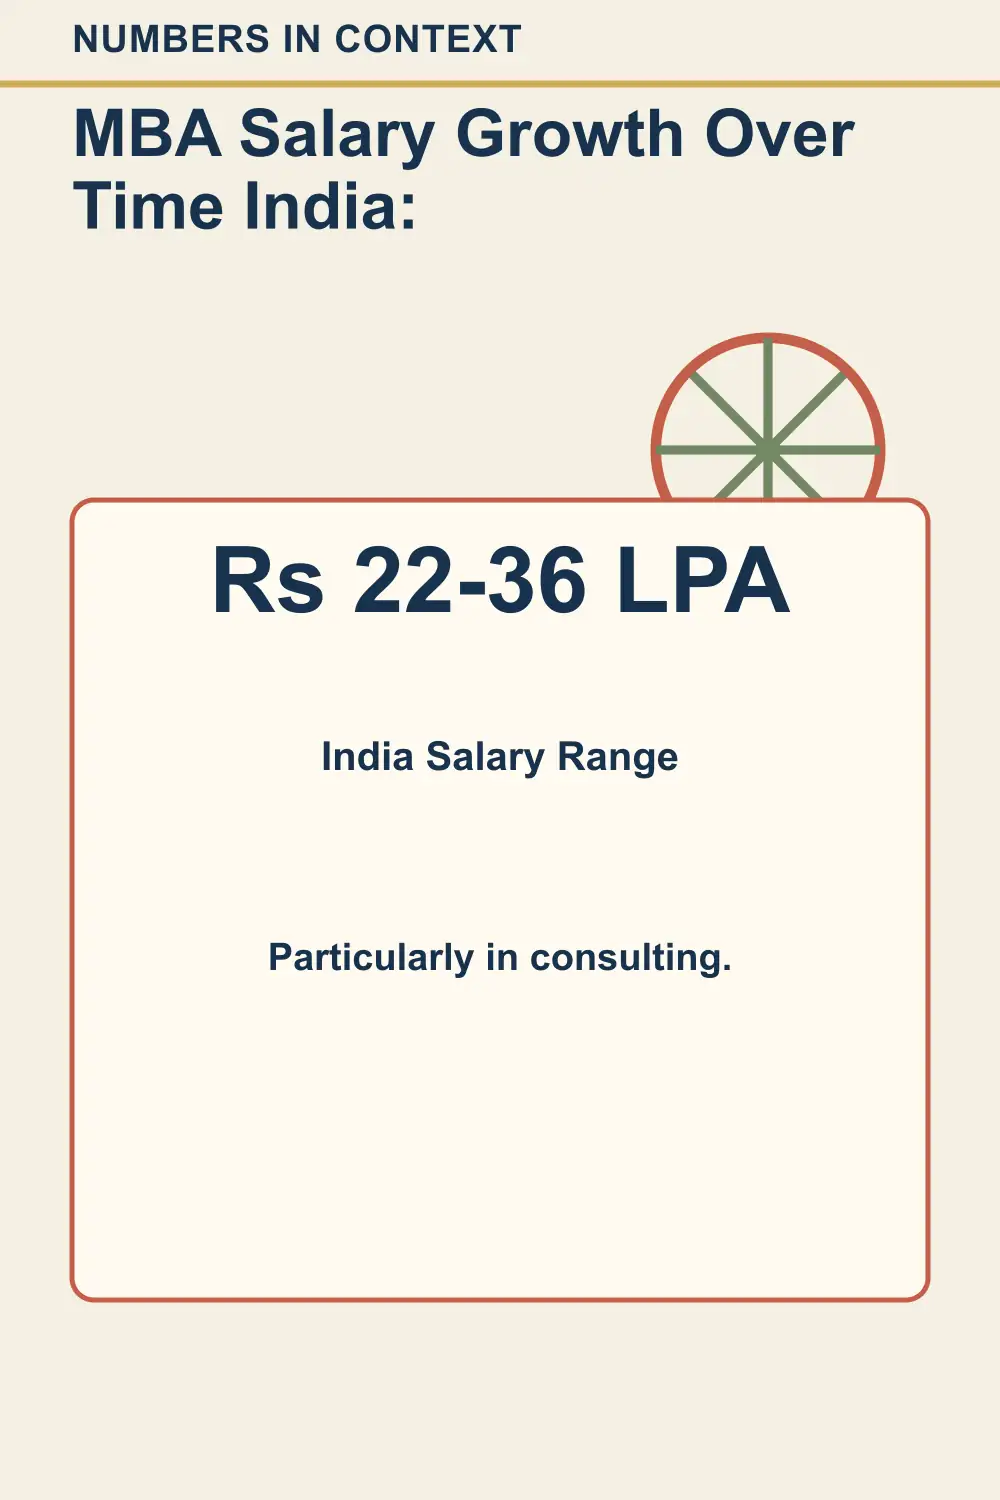 NUMBERS IN CONTEXT
MBA Salary Growth Over
Time India:
Rs 22-36 LPA
India Salary Range
Particularly in consulting.